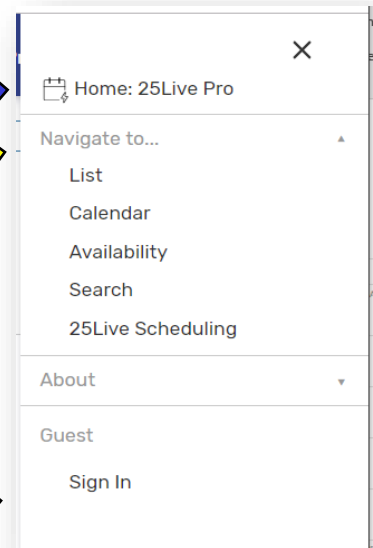 Home: 25Live Pro
Navigate to...
List
Calendar
Availability
Search
25Live Scheduling
About
Guest
Sign In